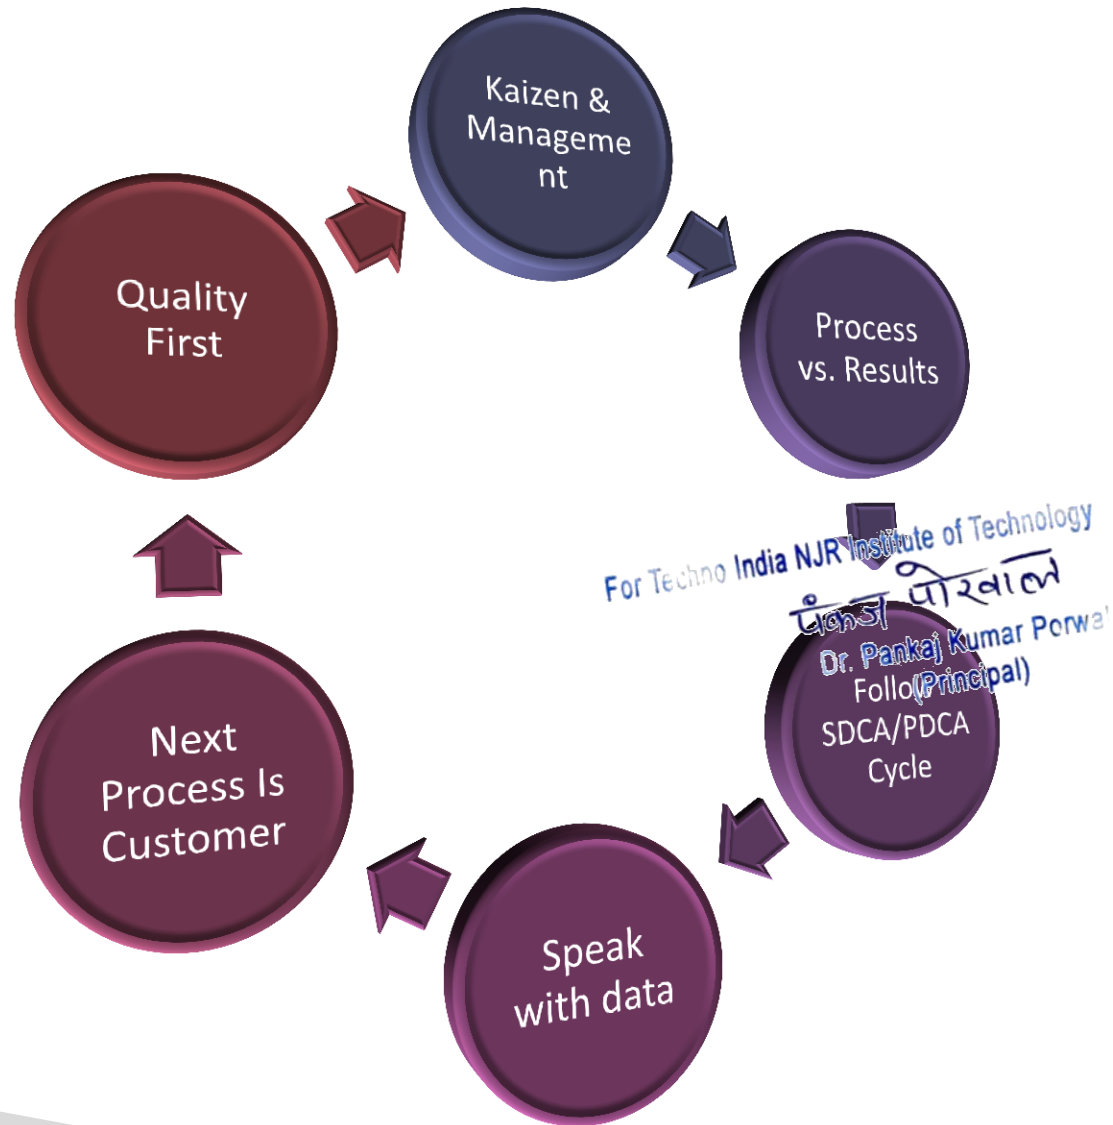 Kaizen &
Manageme
nt
Process
vs. Results
For Techno India NJR Institute of Technology
पंकज पोरवाल
Dr. Pankaj Kumar Porwal
(Principal)
Follow
SDCA/PDCA
Cycle
Speak
with data
Next
Process Is
Customer
Quality
First